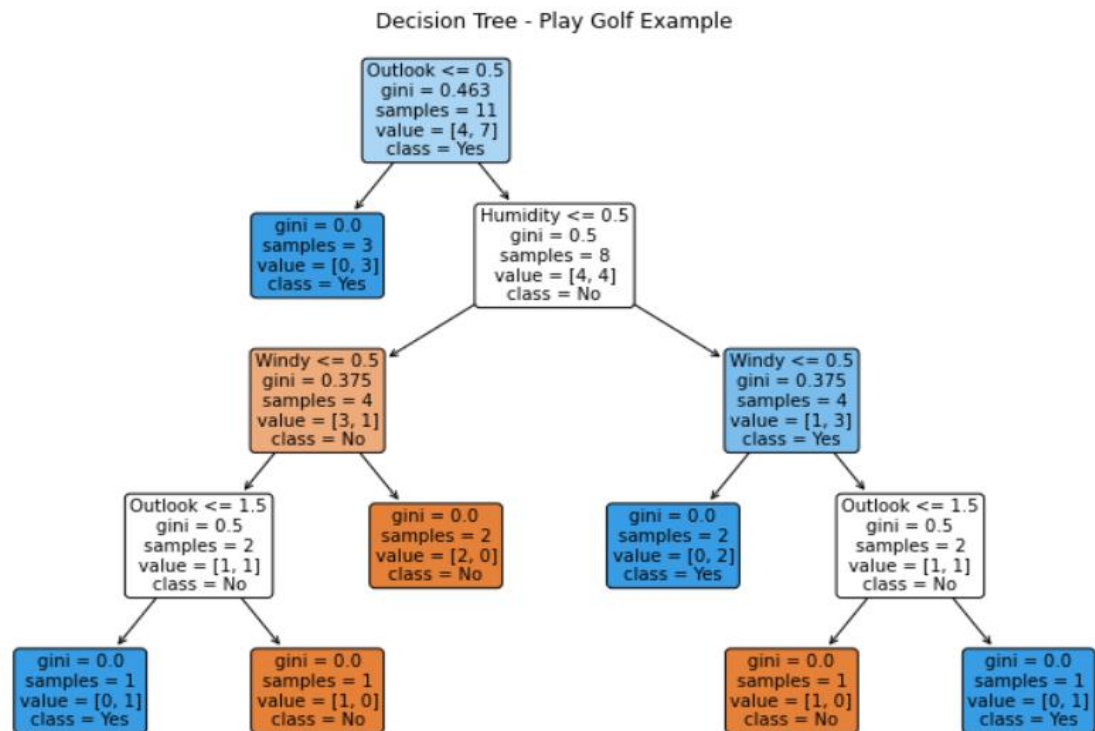 Decision Tree - Play Golf Example
Outlook <= 0.5
gini = 0.463
samples = 11
value = [4, 7]
class = Yes
gini = 0.0
samples = 3
value = [0, 3]
class = Yes
Humidity <= 0.5
gini = 0.5
samples = 8
value = [4, 4]
class = No
Windy <= 0.5
gini = 0.375
samples = 4
value = [3, 1]
class = No
Windy <= 0.5
gini = 0.375
samples = 4
value = [1, 3]
class = Yes
Outlook <= 1.5
gini = 0.5
samples = 2
value = [1, 1]
class = No
gini = 0.0
samples = 2
value = [2, 0]
class = No
gini = 0.0
samples = 2
value = [0, 2]
class = Yes
Outlook <= 1.5
gini = 0.5
samples = 2
value = [1, 1]
class = No
gini = 0.0
samples = 1
value = [0, 1]
class = Yes
gini = 0.0
samples = 1
value = [1, 0]
class = No
gini = 0.0
samples = 1
value = [1, 0]
class = No
gini = 0.0
samples = 1
value = [0, 1]
class = Yes